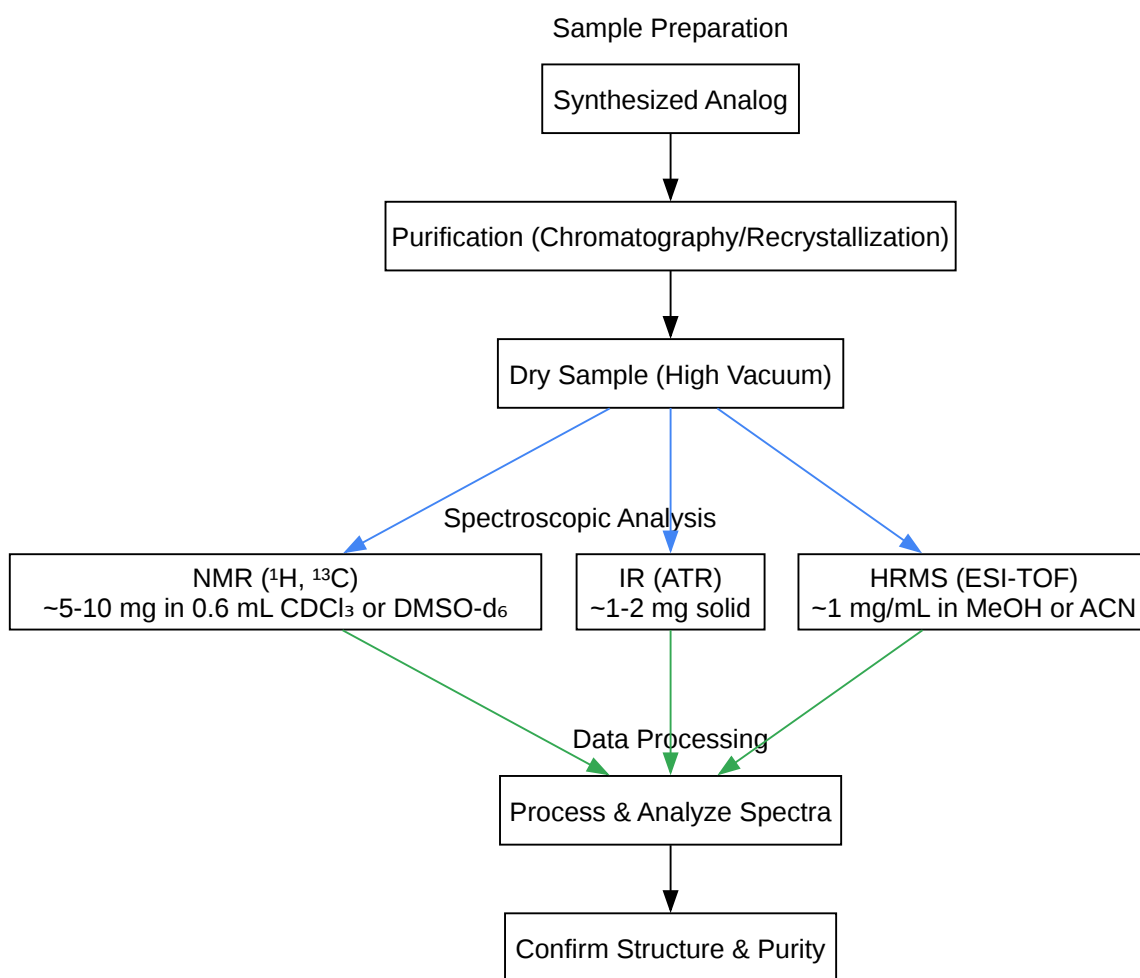 Sample Preparation
Synthesized Analog
Purification (Chromatography/Recrystallization)
Dry Sample (High Vacuum)
Spectroscopic Analysis
NMR (¹H, ¹³C)
~5-10 mg in 0.6 mL CDCl₃ or DMSO-d₆
IR (ATR)
~1-2 mg solid
HRMS (ESI-TOF)
~1 mg/mL in MeOH or ACN
Data Processing
Process & Analyze Spectra
Confirm Structure & Purity